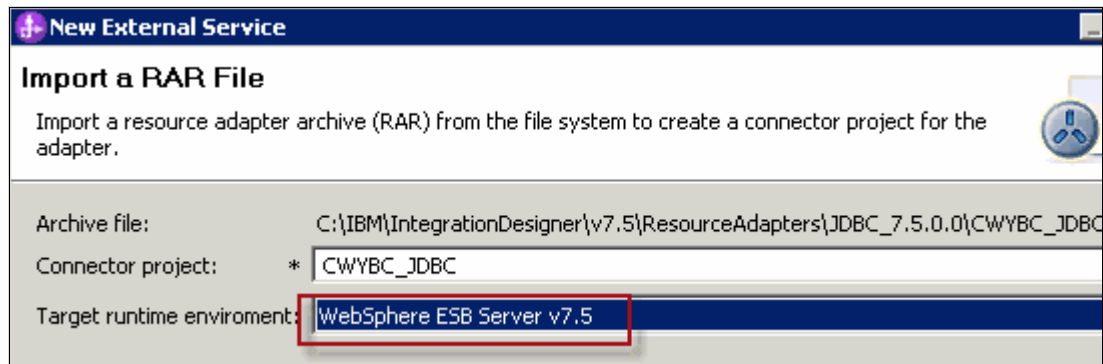 New External Service
Import a RAR File
Import a resource adapter archive (RAR) from the file system to create a connector project for the
adapter.
Archive file: C:\IBM\IntegrationDesigner\v7.5\ResourceAdapters\JDBC_7.5.0.0\CWYBC_JDBC
Connector project: * CWYBC_JDBC
Target runtime enviroment: WebSphere ESB Server v7.5